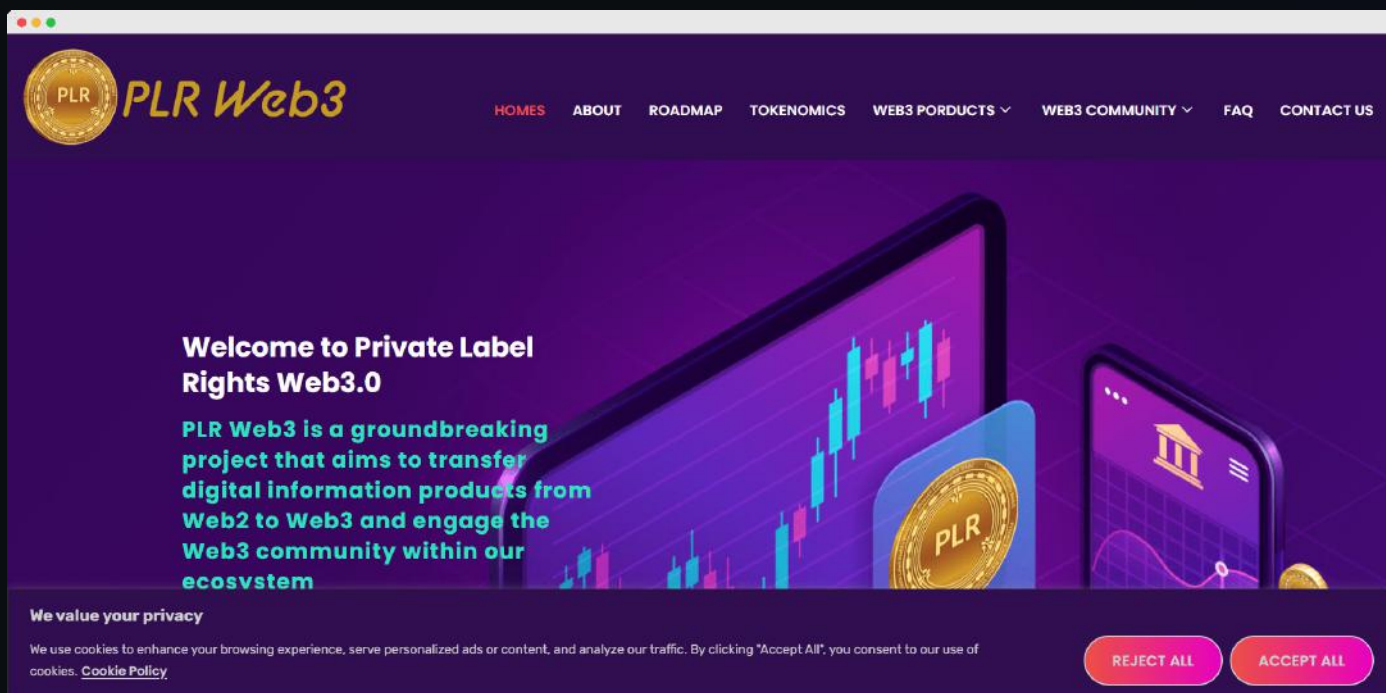 PLR
PLR Web3
HOMES ABOUT ROADMAP TOKENOMICS WEB3 PORDUCTS WEB3 COMMUNITY FAQ CONTACT US
Welcome to Private Label
Rights Web3.0
PLR Web3 is a groundbreaking
project that aims to transfer
digital information products from
Web2 to Web3 and engage the
Web3 community within our
ecosystem
PLR
We value your privacy
We use cookies to enhance your browsing experience, serve personalized ads or content, and analyze our traffic. By clicking "Accept All", you consent to our use of
cookies. Cookie Policy
REJECT ALL ACCEPT ALL